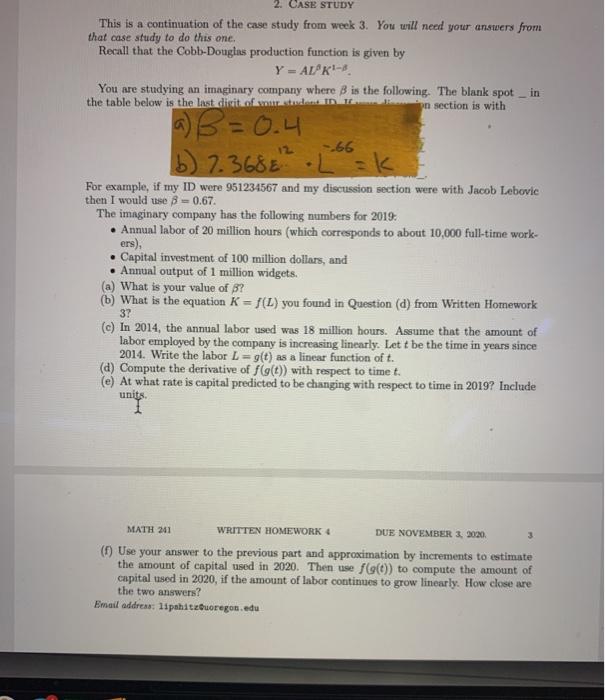 2. CASE STUDY
This is a continuation of the case study from week 3. You will need your answers from
that case study to do this one.
Recall that the Cobb-Douglas production function is given by
Y = AL^βK^1-β.
You are studying an imaginary company where β is the following. The blank spot _ in
the table below is the last digit of your student ID. If your section is with
a) B = 0.4
b) 7.368E^12 · L^-.66 = K
For example, if my ID were 951234567 and my discussion section were with Jacob Lebovic
then I would use β = 0.67.
The imaginary company has the following numbers for 2019:
• Annual labor of 20 million hours (which corresponds to about 10,000 full-time work-
ers),
• Capital investment of 100 million dollars, and
• Annual output of 1 million widgets.
(a) What is your value of β?
(b) What is the equation K = f(L) you found in Question (d) from Written Homework
3?
(c) In 2014, the annual labor used was 18 million hours. Assume that the amount of
labor employed by the company is increasing linearly. Let t be the time in years since
2014. Write the labor L = g(t) as a linear function of t.
(d) Compute the derivative of f(g(t)) with respect to time t.
(e) At what rate is capital predicted to be changing with respect to time in 2019? Include
units.
MATH 241 WRITTEN HOMEWORK 4 DUE NOVEMBER 3, 2020. 3
(f) Use your answer to the previous part and approximation by increments to estimate
the amount of capital used in 2020. Then use f(g(t)) to compute the amount of
capital used in 2020, if the amount of labor continues to grow linearly. How close are
the two answers?
Email address: lipshitz@uoregon.edu